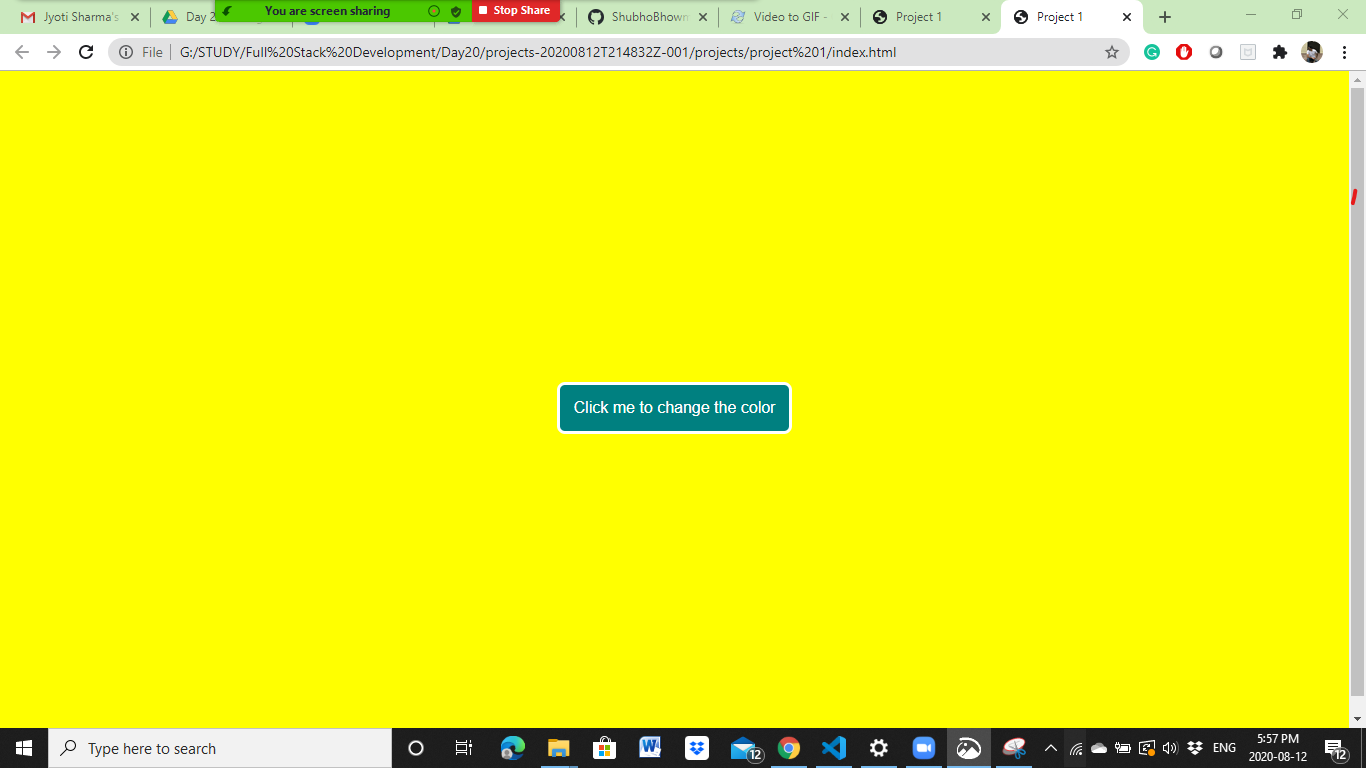 You are screen sharing
Stop Share
Jyoti Sharma's
Day 2
ShubhoBhowm
Video to GIF -
Project 1
Project 1
File
G:/STUDY/Full%20Stack%20Development/Day20/projects-20200812T214832Z-001/projects/project%201/index.html
Click me to change the color
Type here to search
12
ENG
5:57 PM
2020-08-12
12